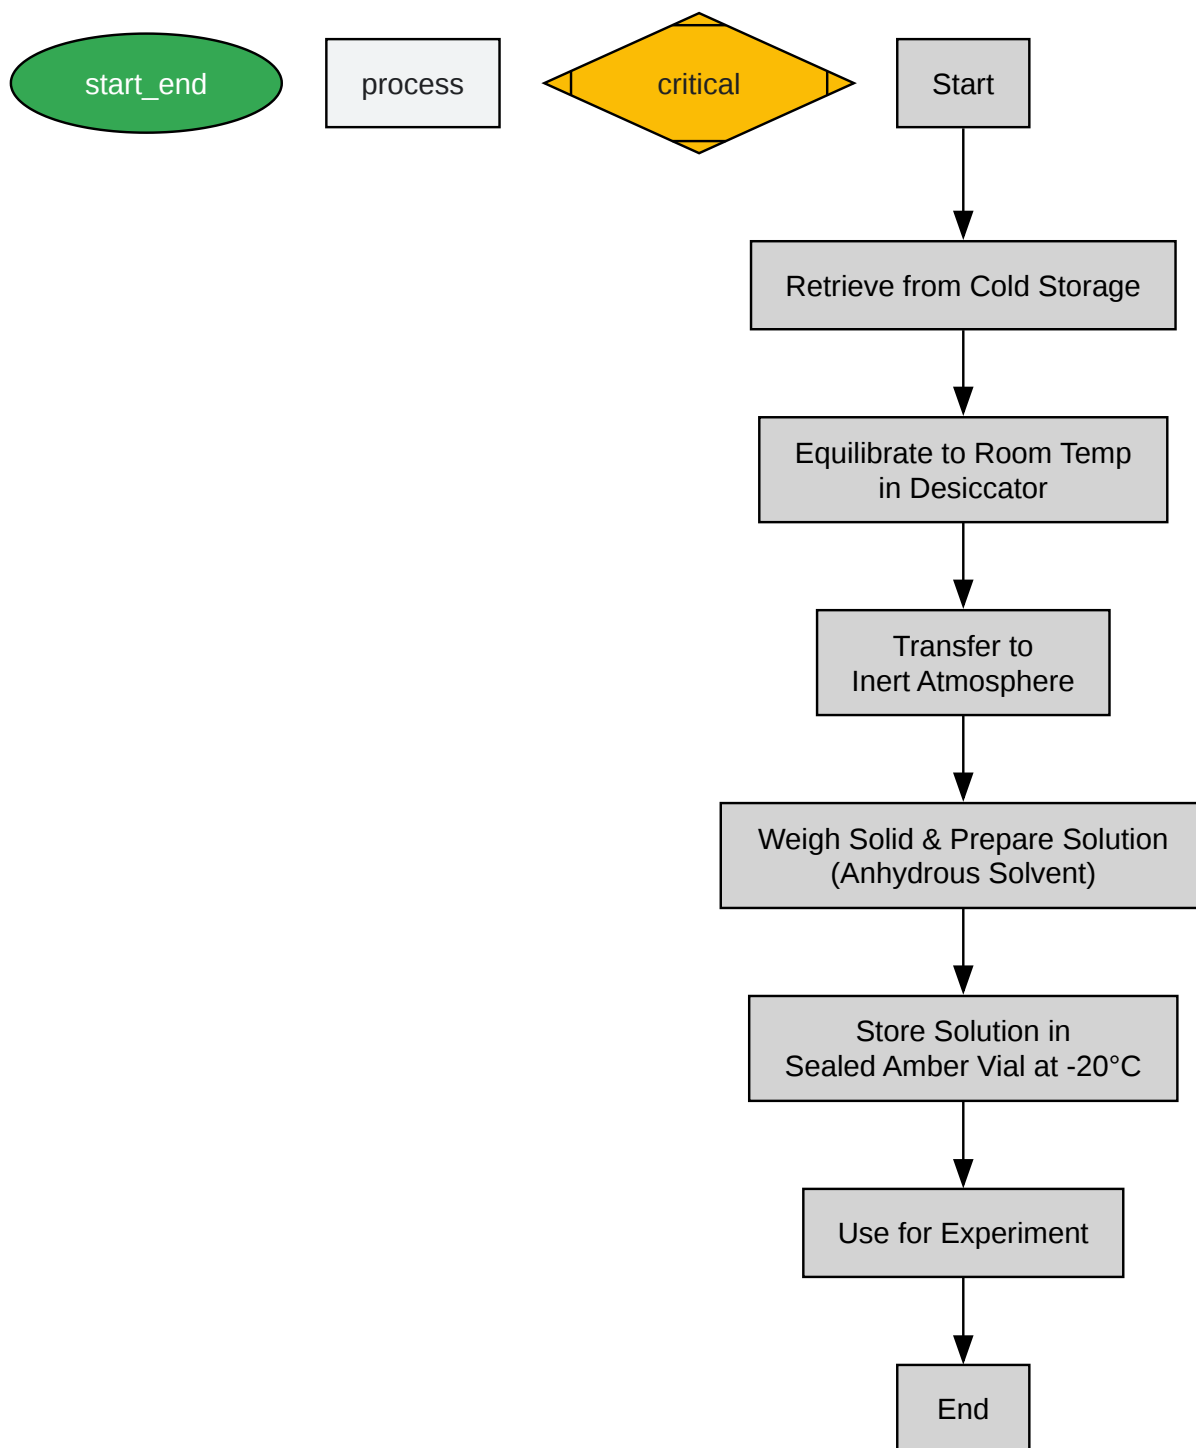 start_end
process
critical
Start
Retrieve from Cold Storage
Equilibrate to Room Temp
in Desiccator
Transfer to
Inert Atmosphere
Weigh Solid & Prepare Solution
(Anhydrous Solvent)
Store Solution in
Sealed Amber Vial at -20°C
Use for Experiment
End